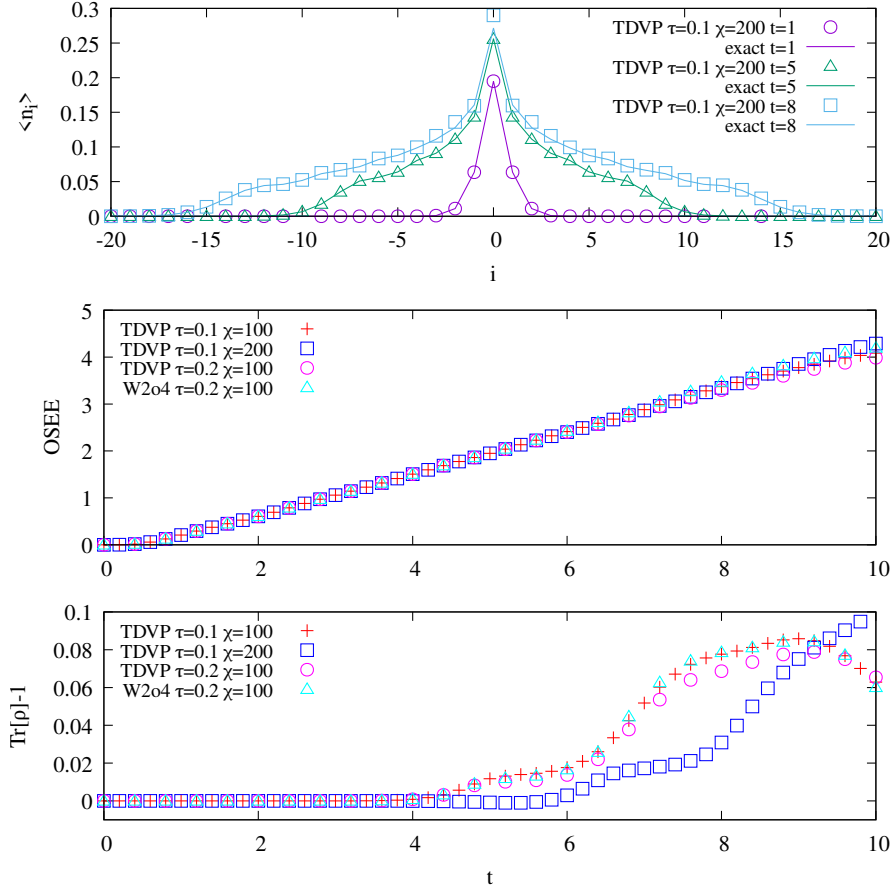 0.3
0.25
0.2
0.15
0.1
0.05
0
<n_i>
TDVP τ=0.1 χ=200 t=1
exact t=1
TDVP τ=0.1 χ=200 t=5
exact t=5
TDVP τ=0.1 χ=200 t=8
exact t=8
-20 -15 -10 -5 0 5 10 15 20
i
5
4
3
2
1
0
OSEE
TDVP τ=0.1 χ=100
TDVP τ=0.1 χ=200
TDVP τ=0.2 χ=100
W2o4 τ=0.2 χ=100
0 2 4 6 8 10
0.1
0.08
0.06
0.04
0.02
0
Tr[ρ]-1
TDVP τ=0.1 χ=100
TDVP τ=0.1 χ=200
TDVP τ=0.2 χ=100
W2o4 τ=0.2 χ=100
0 2 4 6 8 10
t